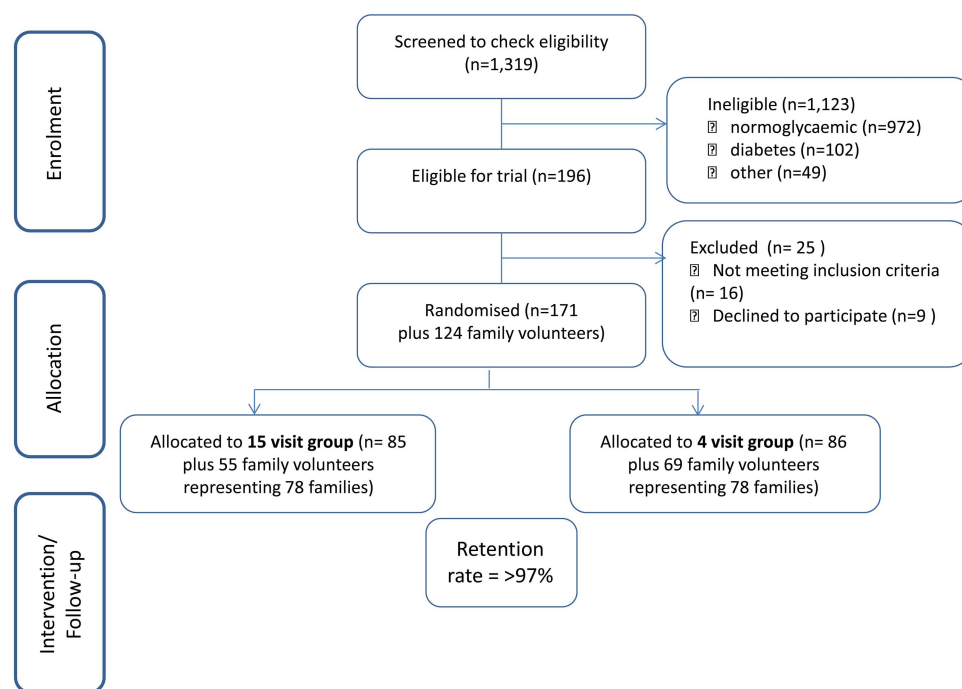 Enrolment
Screened to check eligibility
(n=1,319)
Ineligible (n=1,123)
⍰ normoglycaemic (n=972)
⍰ diabetes (n=102)
⍰ other (n=49)
Eligible for trial (n=196)
Excluded (n= 25 )
⍰ Not meeting inclusion criteria
(n= 16)
⍰ Declined to participate (n=9 )
Allocation
Randomised (n=171
plus 124 family volunteers)
Allocated to 15 visit group (n= 85
plus 55 family volunteers
representing 78 families)
Allocated to 4 visit group (n= 86
plus 69 family volunteers
representing 78 families)
Intervention/
Follow-up
Retention
rate = >97%